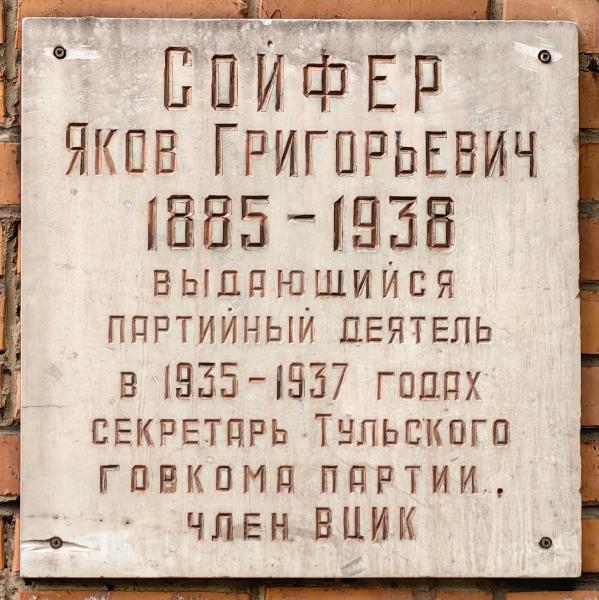 Сойфер
Яков Григорьевич
1885 – 1938
выдающийся
партийный деятель
в 1935 – 1937 годах
секретарь Тульского
говкома партии,
член ВЦИК